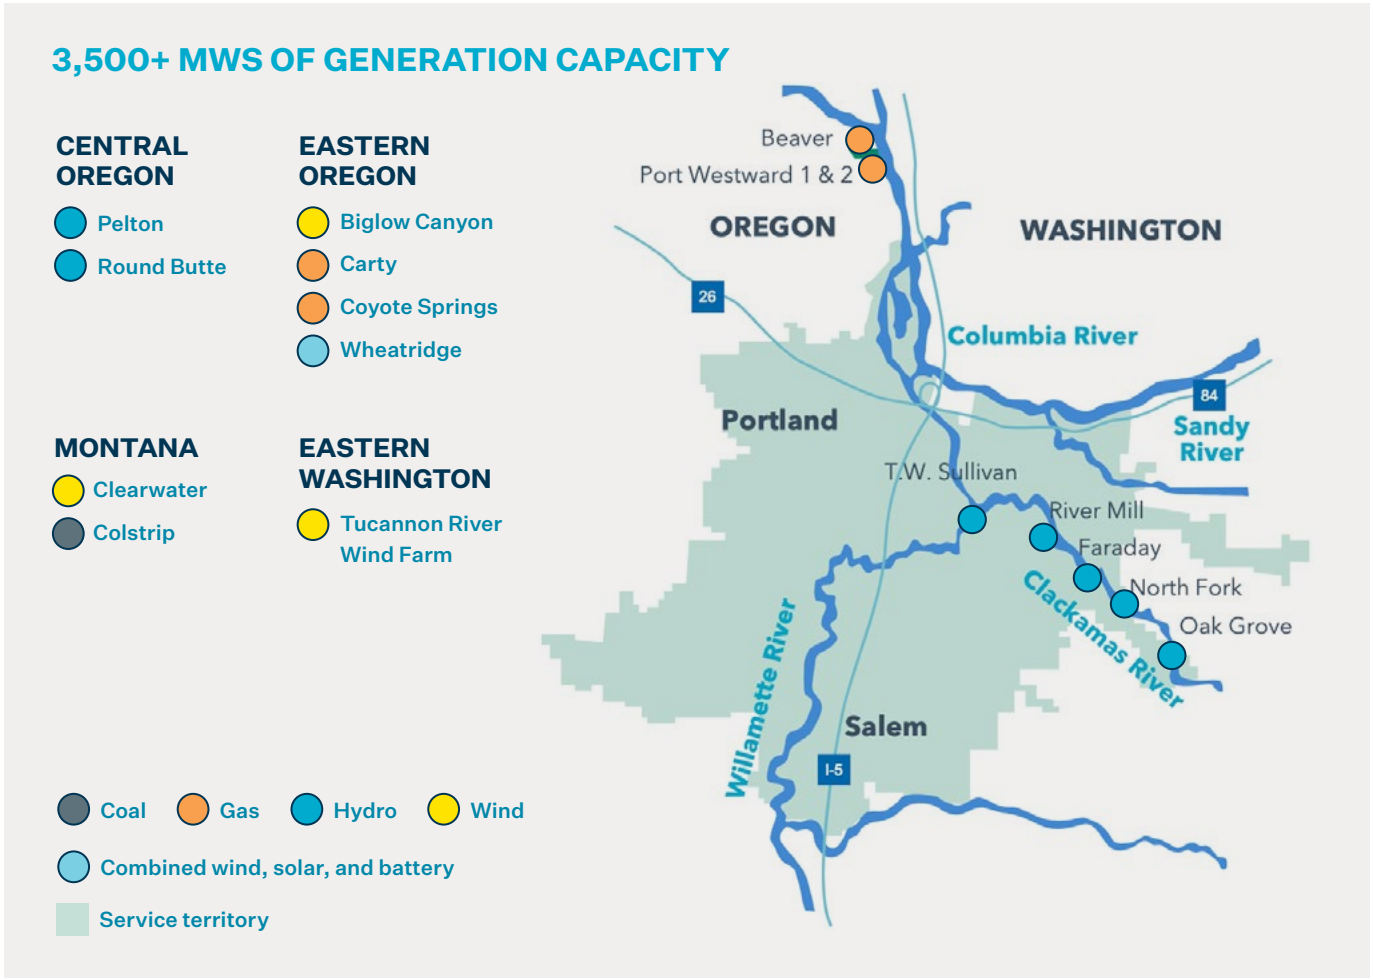 3,500+ MWS OF GENERATION CAPACITY
CENTRAL
OREGON
Pelton
Round Butte
EASTERN
OREGON
Biglow Canyon
Carty
Coyote Springs
Wheatridge
MONTANA
Clearwater
Colstrip
EASTERN
WASHINGTON
Tucannon River
Wind Farm
Coal
Gas
Hydro
Wind
Combined wind, solar, and battery
Service territory
Beaver
Port Westward 1 & 2
OREGON
WASHINGTON
26
Columbia River
84
Sandy
River
Portland
T.W. Sullivan
River Mill
Faraday
North Fork
Oak Grove
Clackamas River
Willamette River
Salem
I-5